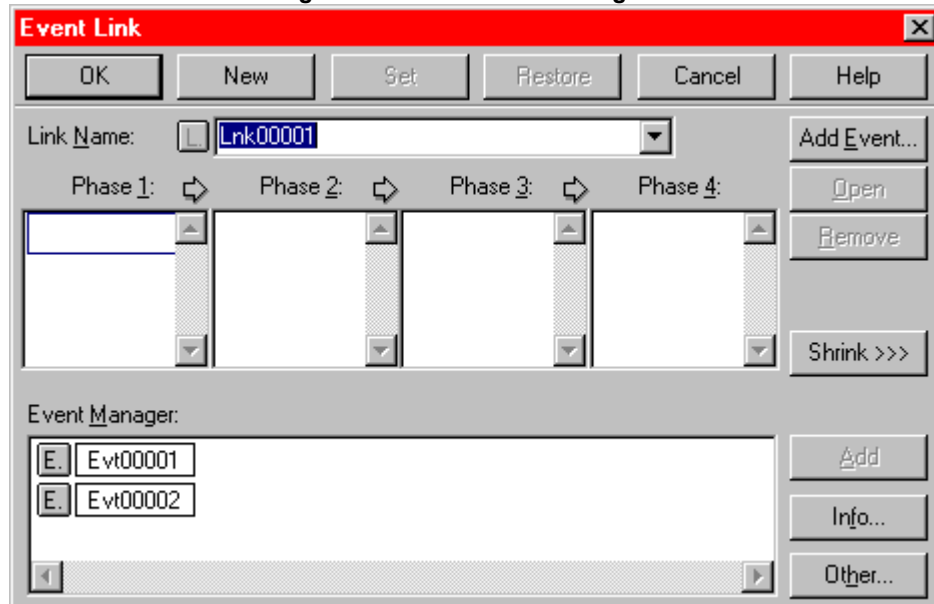 Event Link
OK New Set Restore Cancel Help
Link Name: L. Lnk00001 Add Event...
Phase 1: Phase 2: Phase 3: Phase 4: Open
Remove
Shrink >>>
Event Manager:
E. Evt00001 Add
E. Evt00002
Info...
Other...